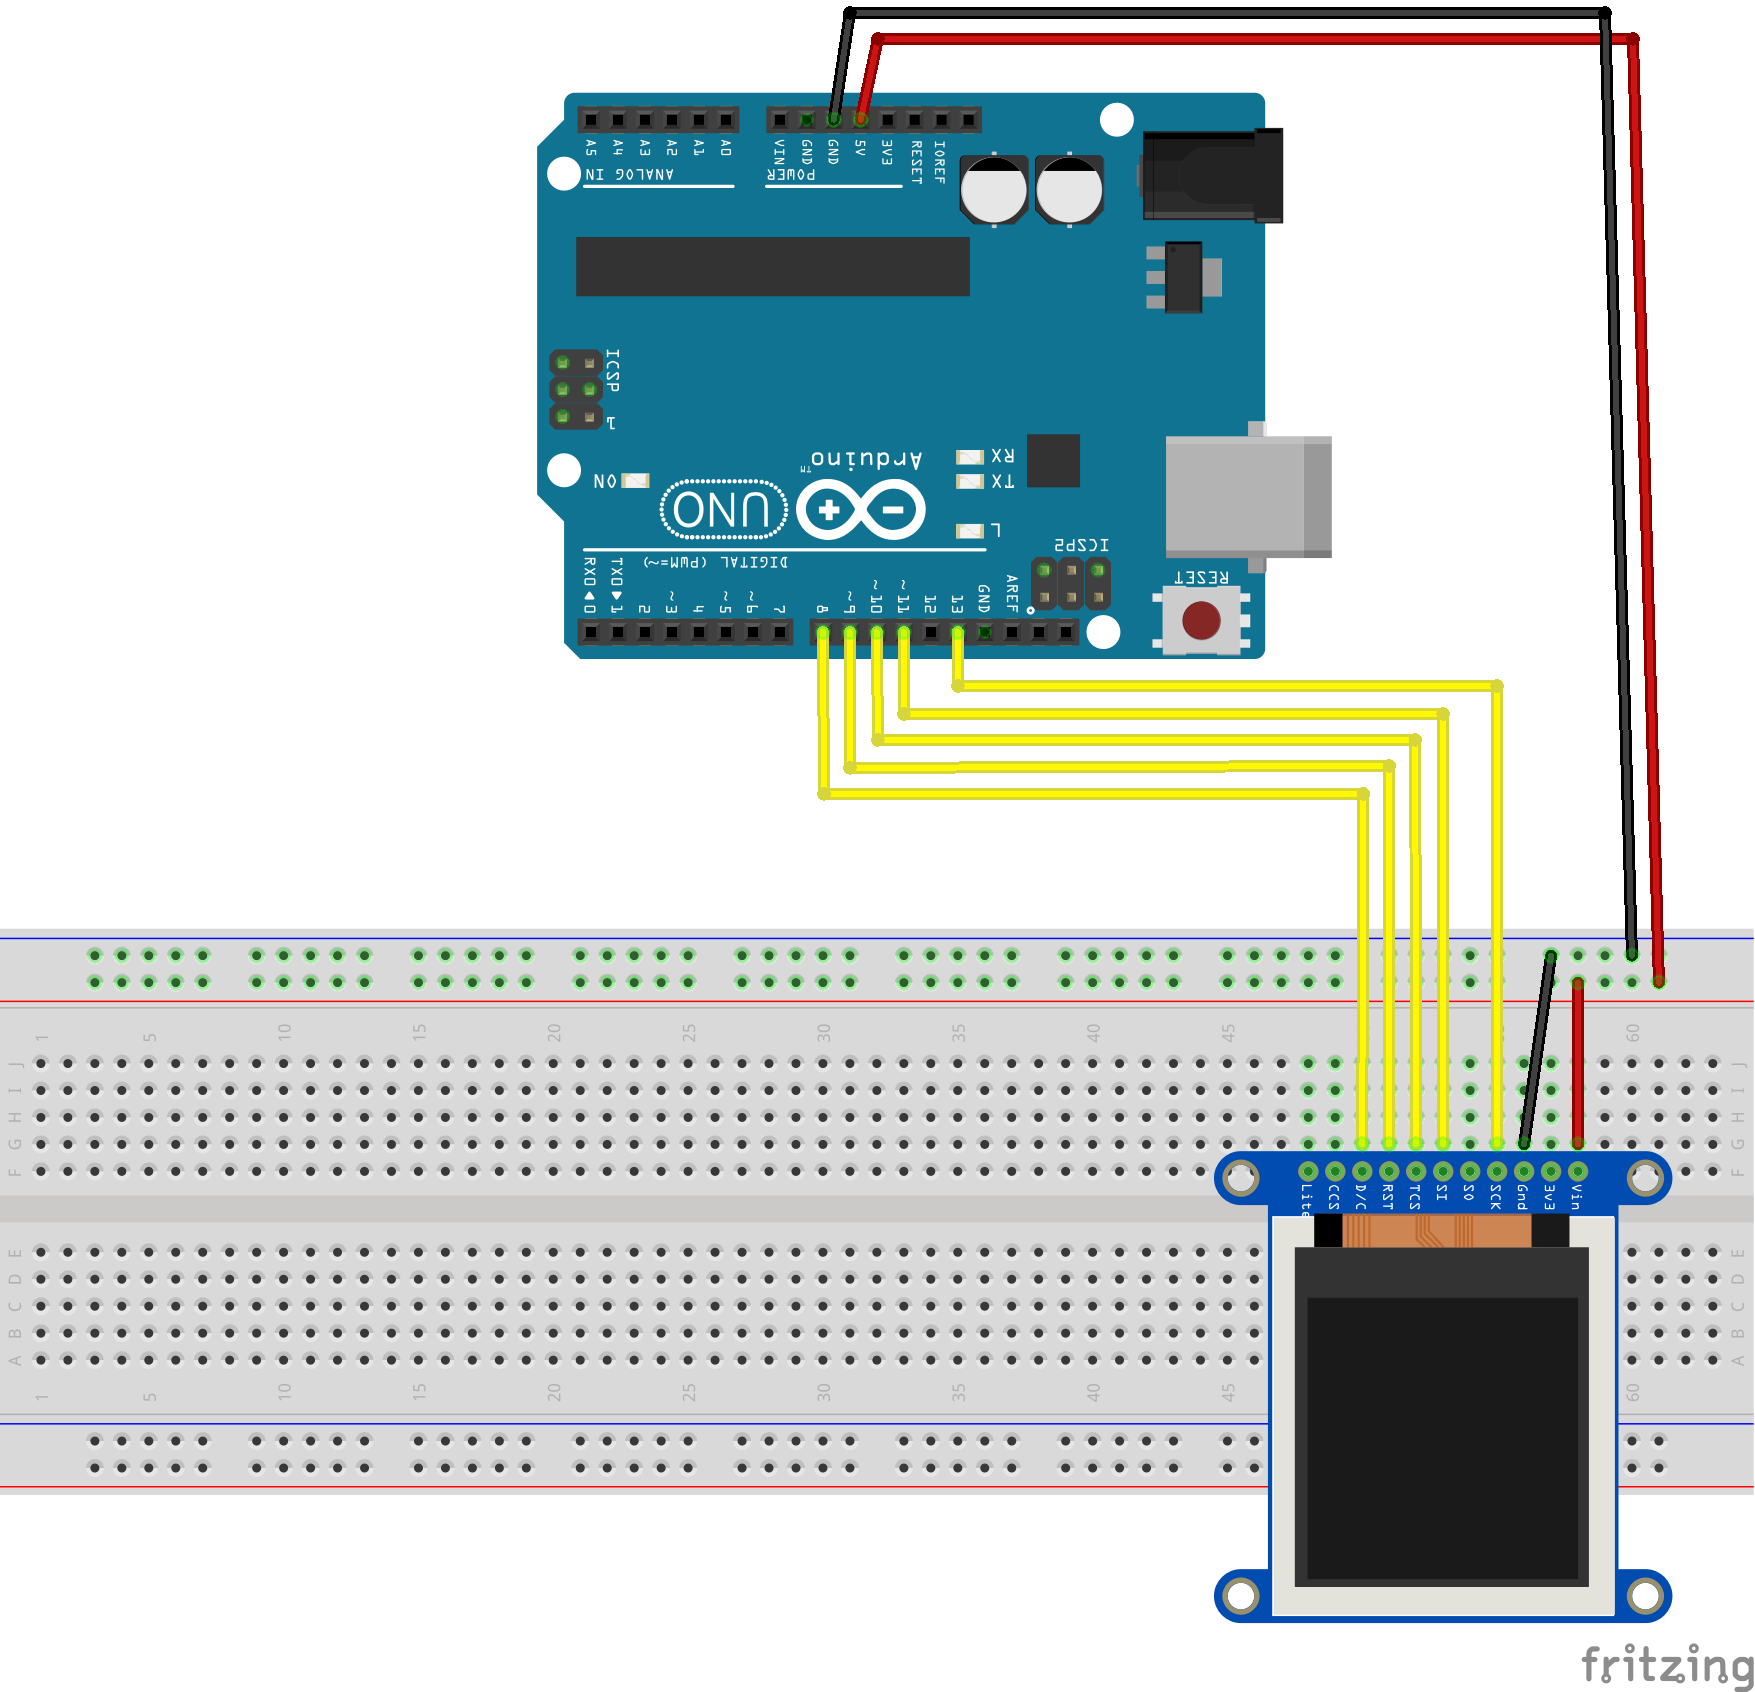 A5 A4 A3 A2 A1 A0
VIN GND GND 5V 3V3 RESET IOREF
ANALOG IN
POWER
ICSP
1
Arduino™
RX
TX
ON
UNO
L
ICSP2
DIGITAL (PWM=~)
RESET
RX0 0 TX0 1 2 ~3 4 ~5 ~6 7 8 ~9 ~10 ~11 12 13 GND AREF
1 5 10 15 20 25 30 35 40 45 60
J J
I I
H H
G G
F F
Lite CCS D/C RST TCS SI SO SCK Gnd 3v3 Vin
E E
D D
C C
B B
A A
1 5 10 15 20 25 30 35 40 45 60
fritzing